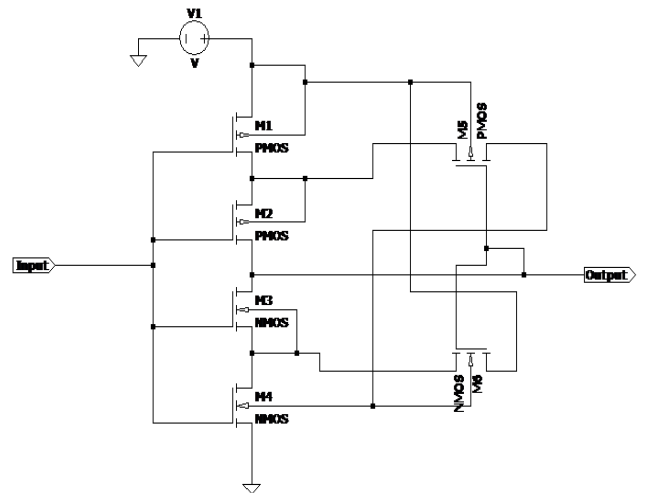 V1
V
M1
PMOS
M5
PMOS
M2
PMOS
Input
Output
M3
NMOS
M4
NMOS
NMOS
M6